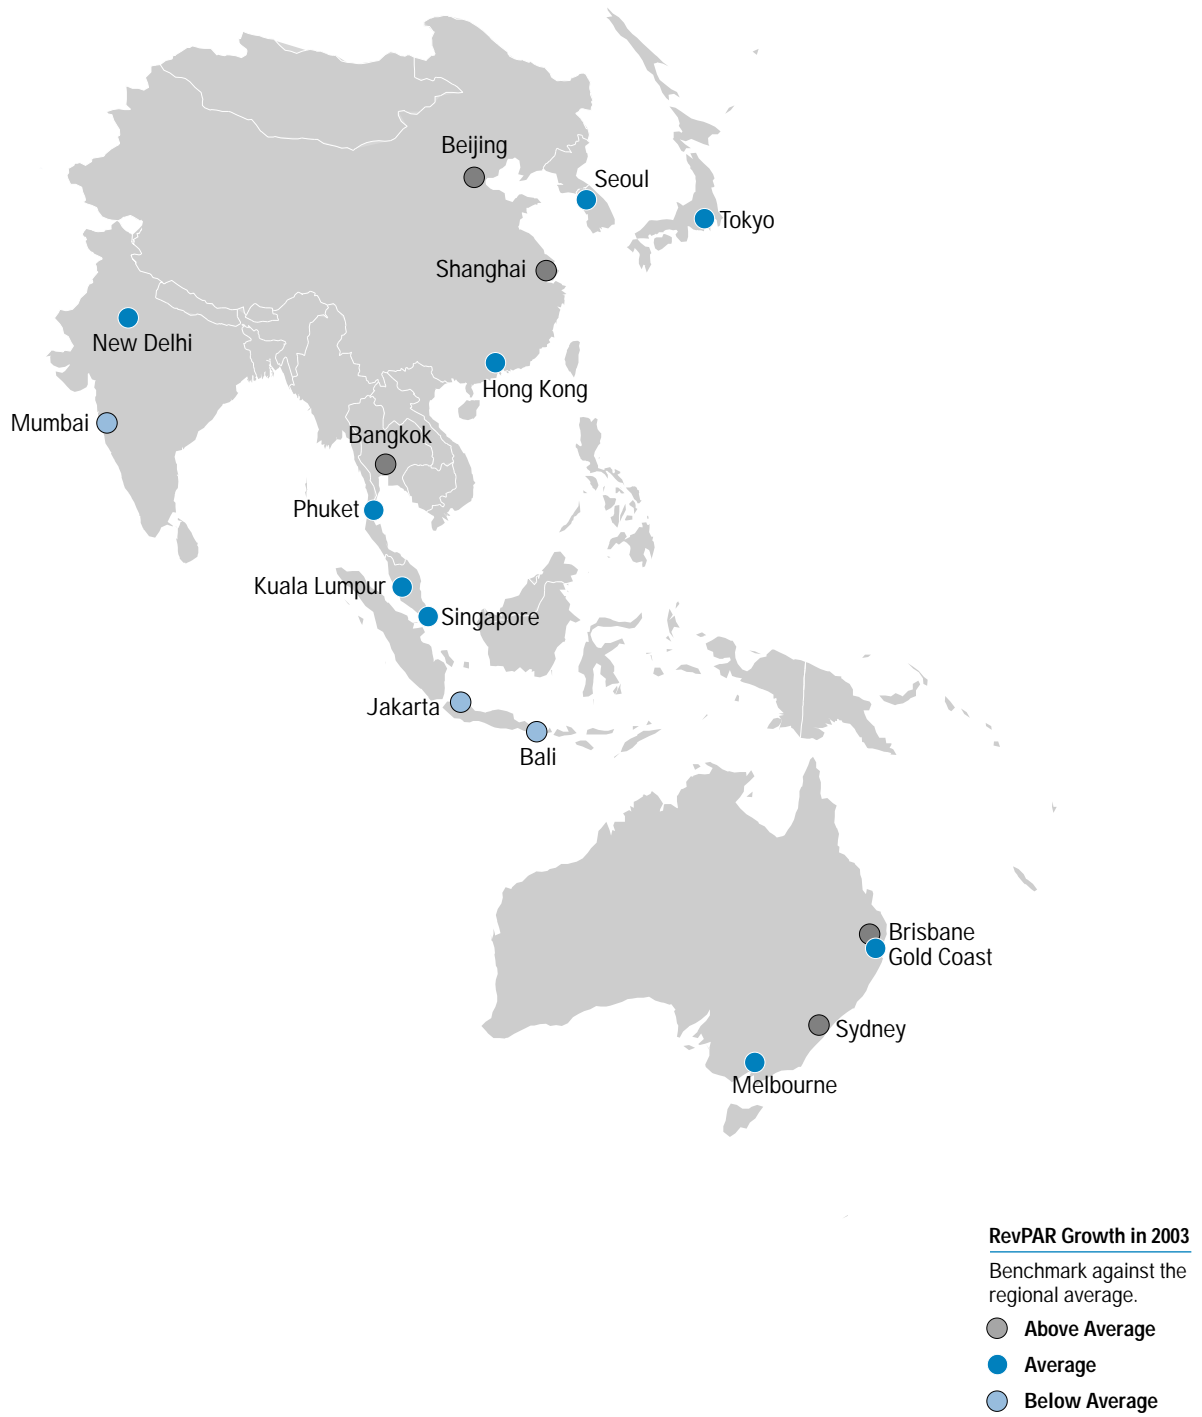 Beijing
Seoul
Tokyo
Shanghai
New Delhi
Hong Kong
Mumbai
Bangkok
Phuket
Kuala Lumpur
Singapore
Jakarta
Bali
Brisbane
Gold Coast
Sydney
Melbourne
RevPAR Growth in 2003
Benchmark against the
regional average.
Above Average
Average
Below Average